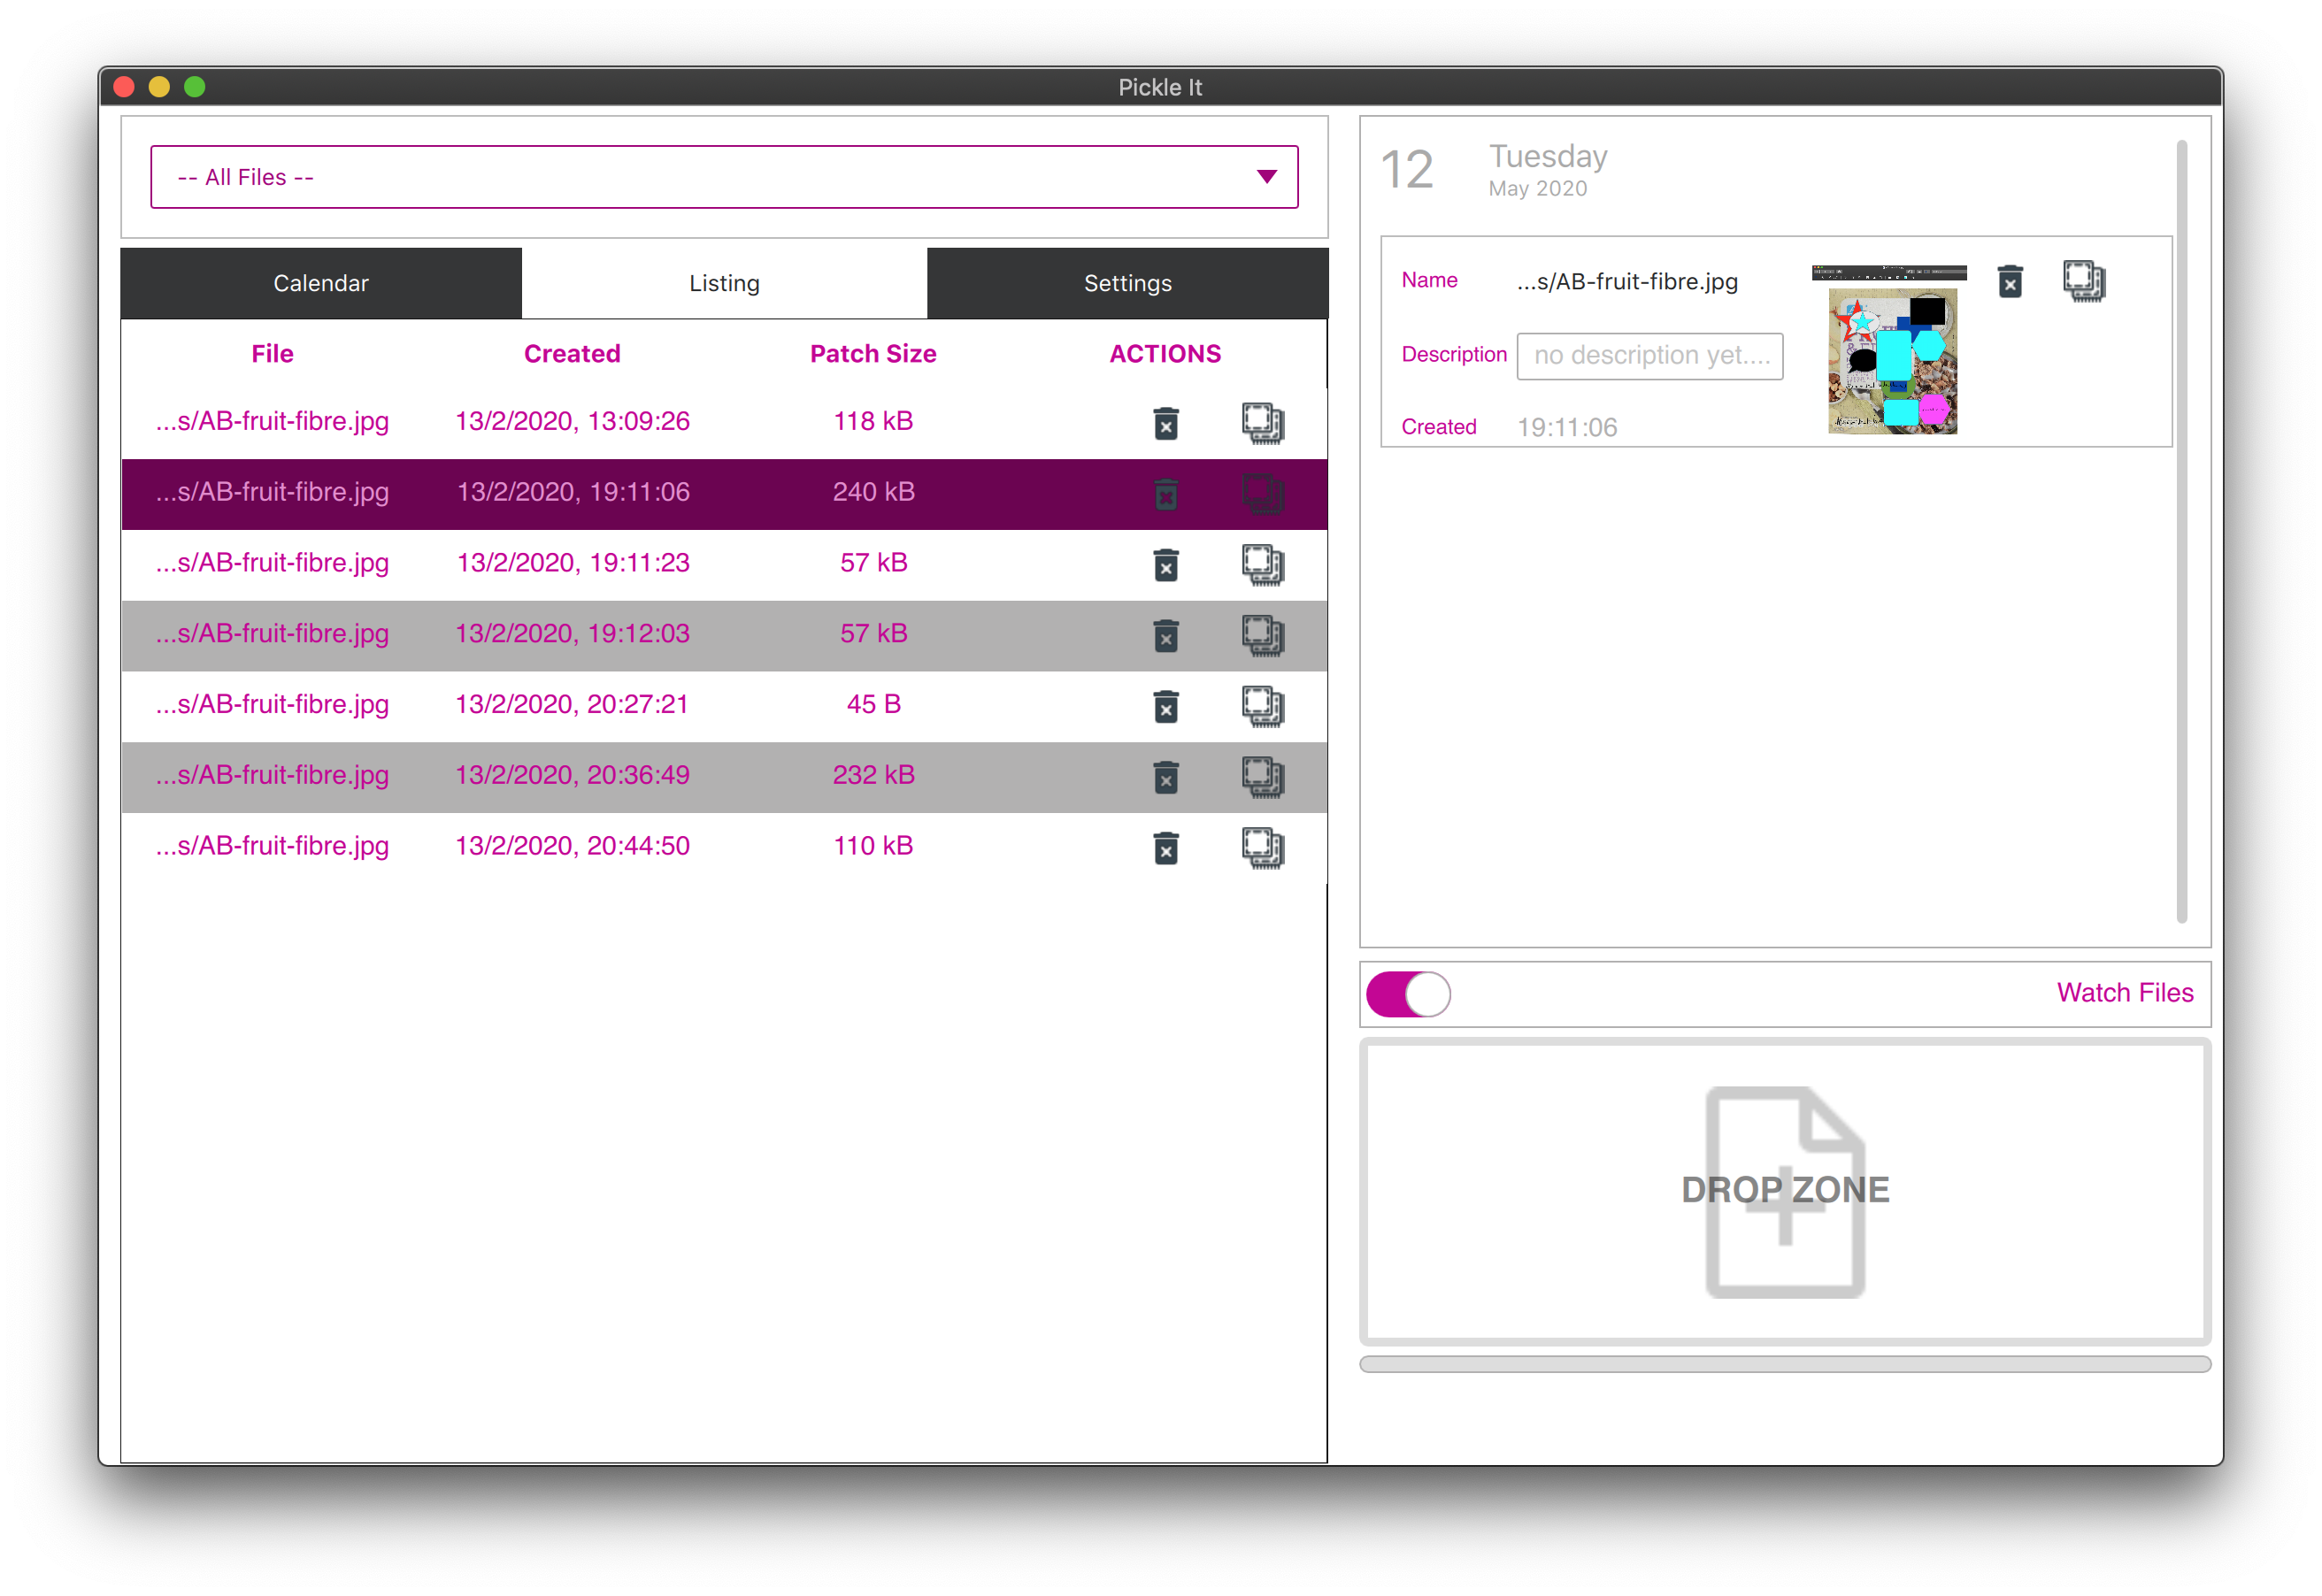 Pickle It
-- All Files --
Calendar Listing Settings
File Created Patch Size ACTIONS
...s/AB-fruit-fibre.jpg 13/2/2020, 13:09:26 118 kB
...s/AB-fruit-fibre.jpg 13/2/2020, 19:11:06 240 kB
...s/AB-fruit-fibre.jpg 13/2/2020, 19:11:23 57 kB
...s/AB-fruit-fibre.jpg 13/2/2020, 19:12:03 57 kB
...s/AB-fruit-fibre.jpg 13/2/2020, 20:27:21 45 B
...s/AB-fruit-fibre.jpg 13/2/2020, 20:36:49 232 kB
...s/AB-fruit-fibre.jpg 13/2/2020, 20:44:50 110 kB
12 Tuesday
May 2020
Name ...s/AB-fruit-fibre.jpg
Description no description yet....
Created 19:11:06
Watch Files
DROP ZONE